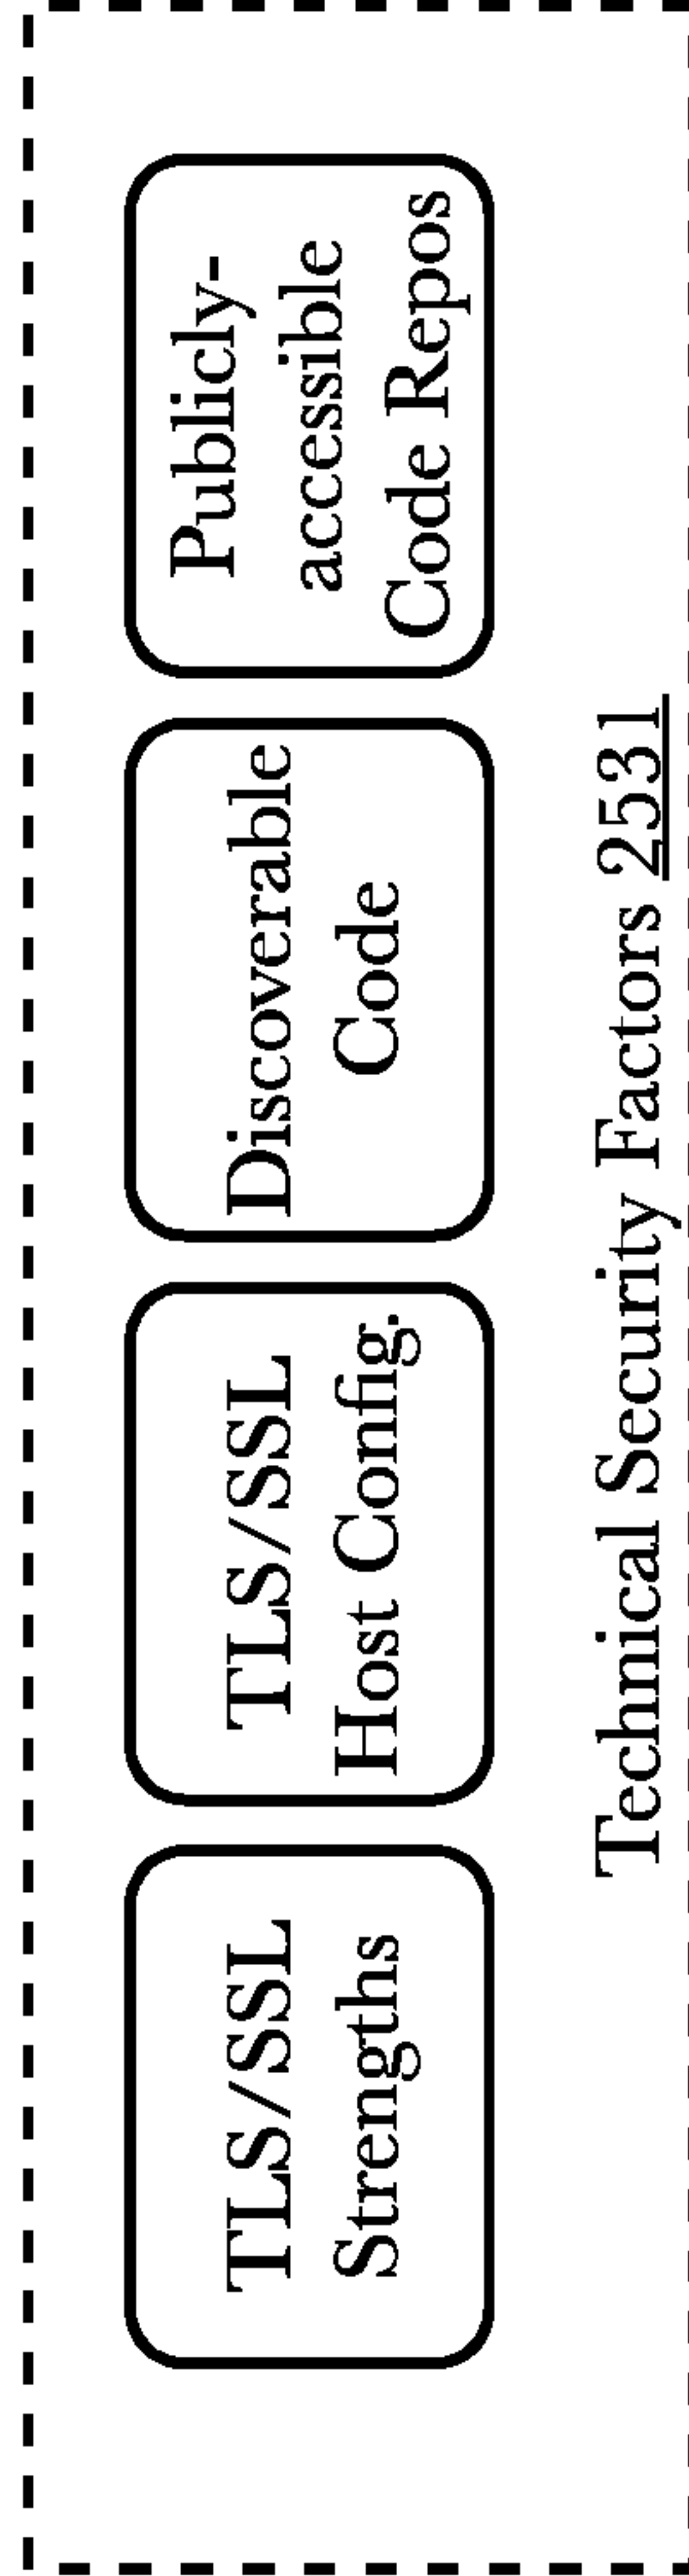 TLS/SSL
Strengths
TLS/SSL
Host Config.
Discoverable
Code
Publicly-
accessible
Code Repos
Technical Security Factors 2531